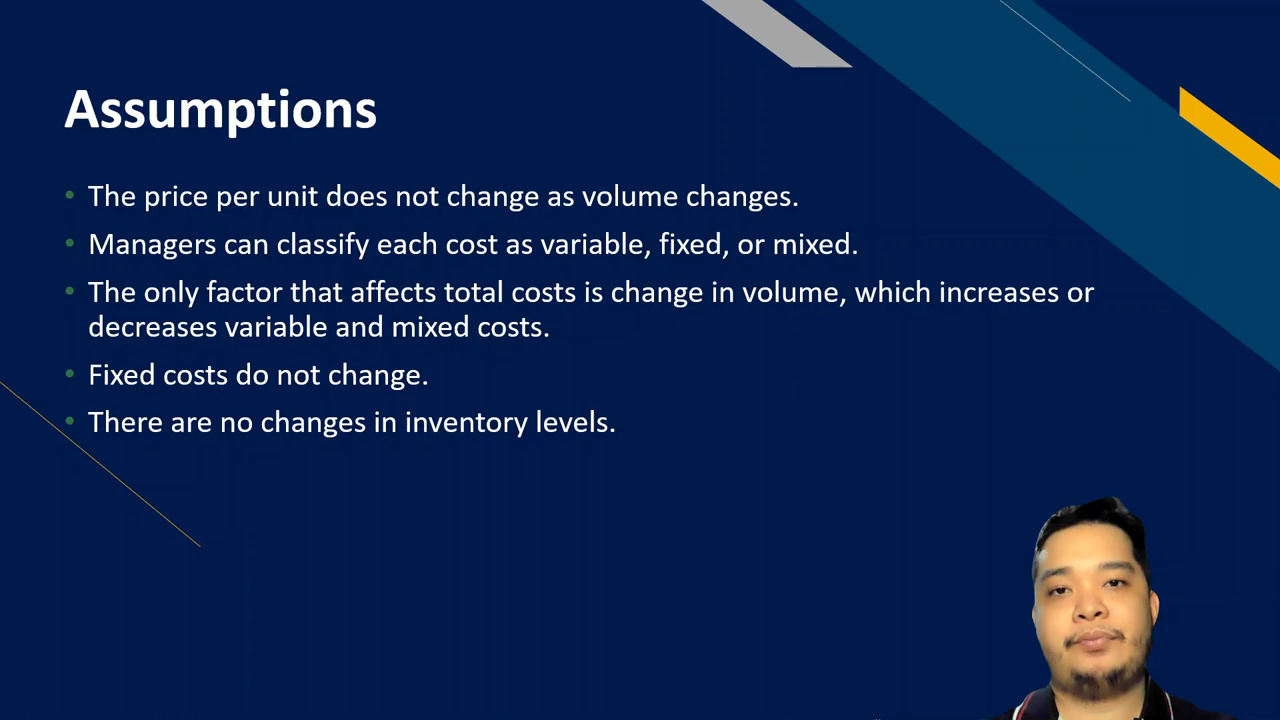 Assumptions
• The price per unit does not change as volume changes.
• Managers can classify each cost as variable, fixed, or mixed.
• The only factor that affects total costs is change in volume, which increases or
decreases variable and mixed costs.
• Fixed costs do not change.
• There are no changes in inventory levels.